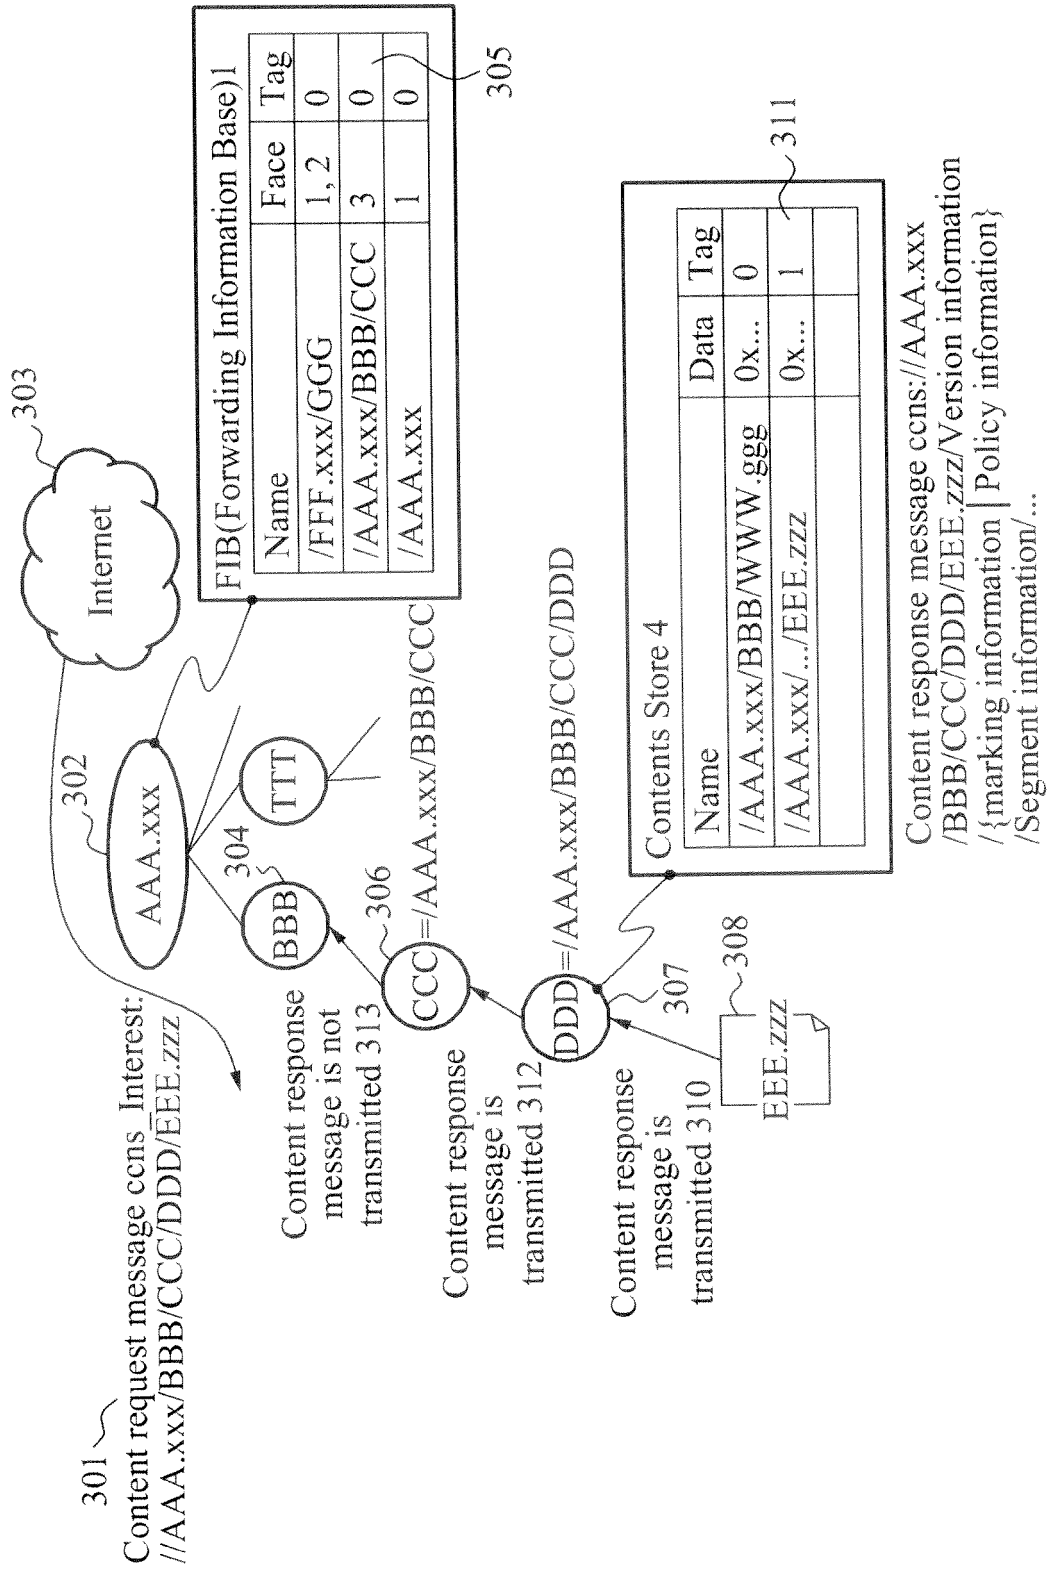 301
Content request message ccns_Interest:
//AAA.xxx/BBB/CCC/DDD/EEE.zzz
302
AAA.xxx
303
Internet
304
BBB
TTT
FIB(Forwarding Information Base)1
Name Face Tag
/FFF.xxx/GGG 1, 2 0
/AAA.xxx/BBB/CCC 3 0
/AAA.xxx 1 0
305
Content response
message is not
transmitted 313
306
CCC=/AAA.xxx/BBB/CCC
Content response
message is
transmitted 312
DDD=/AAA.xxx/BBB/CCC/DDD
307
Content response
message is
transmitted 310
308
EEE.zzz
Contents Store 4
Name Data Tag
/AAA.xxx/BBB/WWW.ggg 0x... 0
/AAA.xxx/.../EEE.zzz 0x... 1
311
Content response message ccns://AAA.xxx
/BBB/CCC/DDD/EEE.zzz/Version information
/{marking information | Policy information}
/Segment information/...